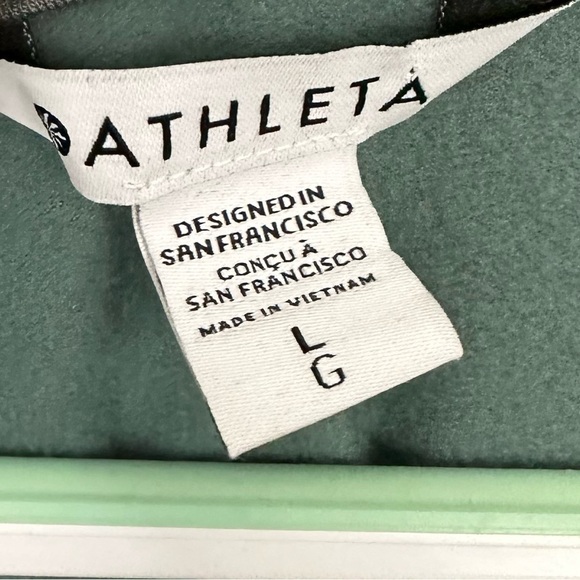 ATHLETA
DESIGNED IN
SAN FRANCISCO
CONÇU À
SAN FRANCISCO
MADE IN VIETNAM
L
G